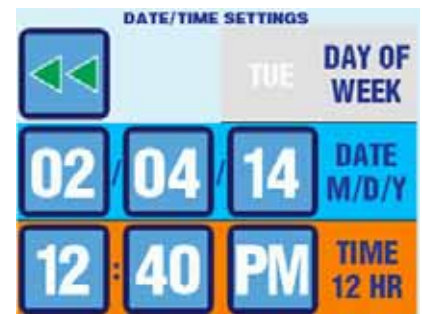 DATE/TIME SETTINGS
TUE DAY OF
WEEK
02 / 04 / 14 DATE
M/D/Y
12 : 40 PM TIME
12 HR